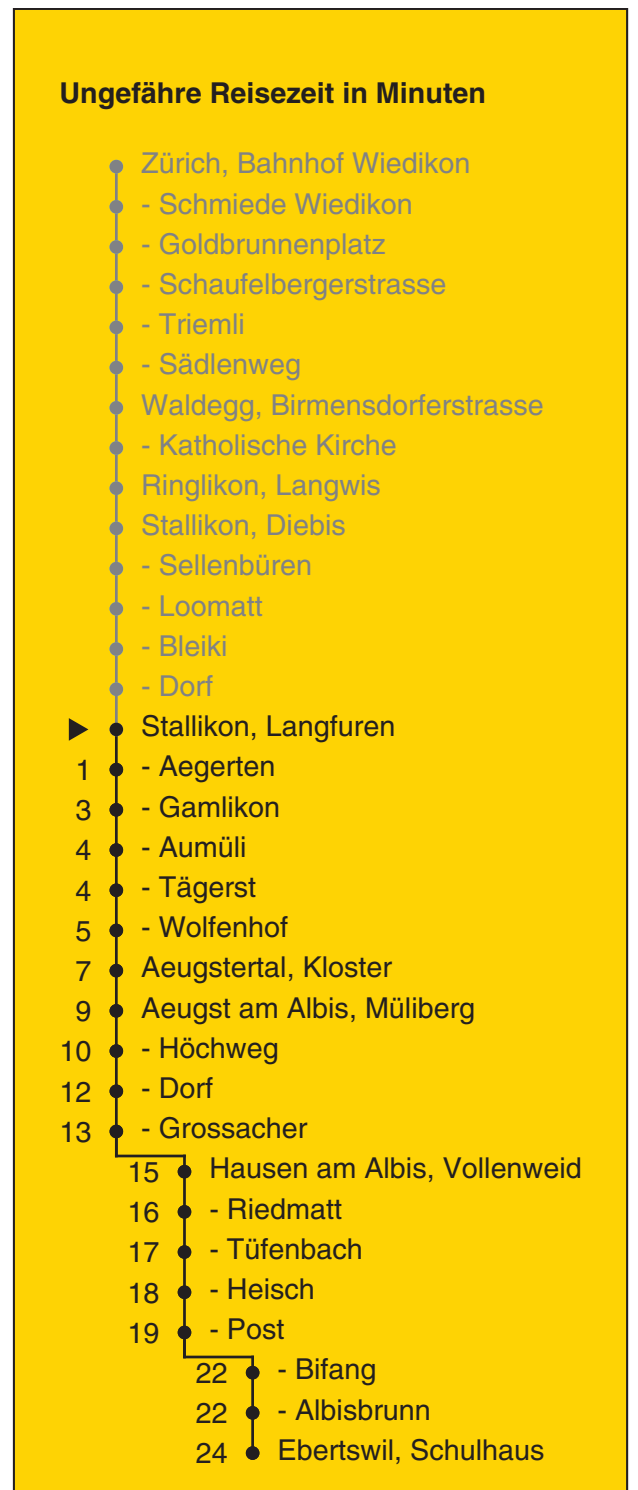 Ungefähre Reisezeit in Minuten
Zürich, Bahnhof Wiedikon
- Schmiede Wiedikon
- Goldbrunnenplatz
- Schaufelbergerstrasse
- Triemli
- Sädlenweg
Waldegg, Birmensdorferstrasse
- Katholische Kirche
Ringlikon, Langwis
Stallikon, Diebis
- Sellenbüren
- Loomatt
- Bleiki
- Dorf
Stallikon, Langfuren
1 - Aegerten
3 - Gamlikon
4 - Aumüli
4 - Tägerst
5 - Wolfenhof
7 Aeugstertal, Kloster
9 Aeugst am Albis, Müliberg
10 - Höchweg
12 - Dorf
13 - Grossacher
15 Hausen am Albis, Vollenweid
16 - Riedmatt
17 - Tüfenbach
18 - Heisch
19 - Post
22 - Bifang
22 - Albisbrunn
24 Ebertswil, Schulhaus